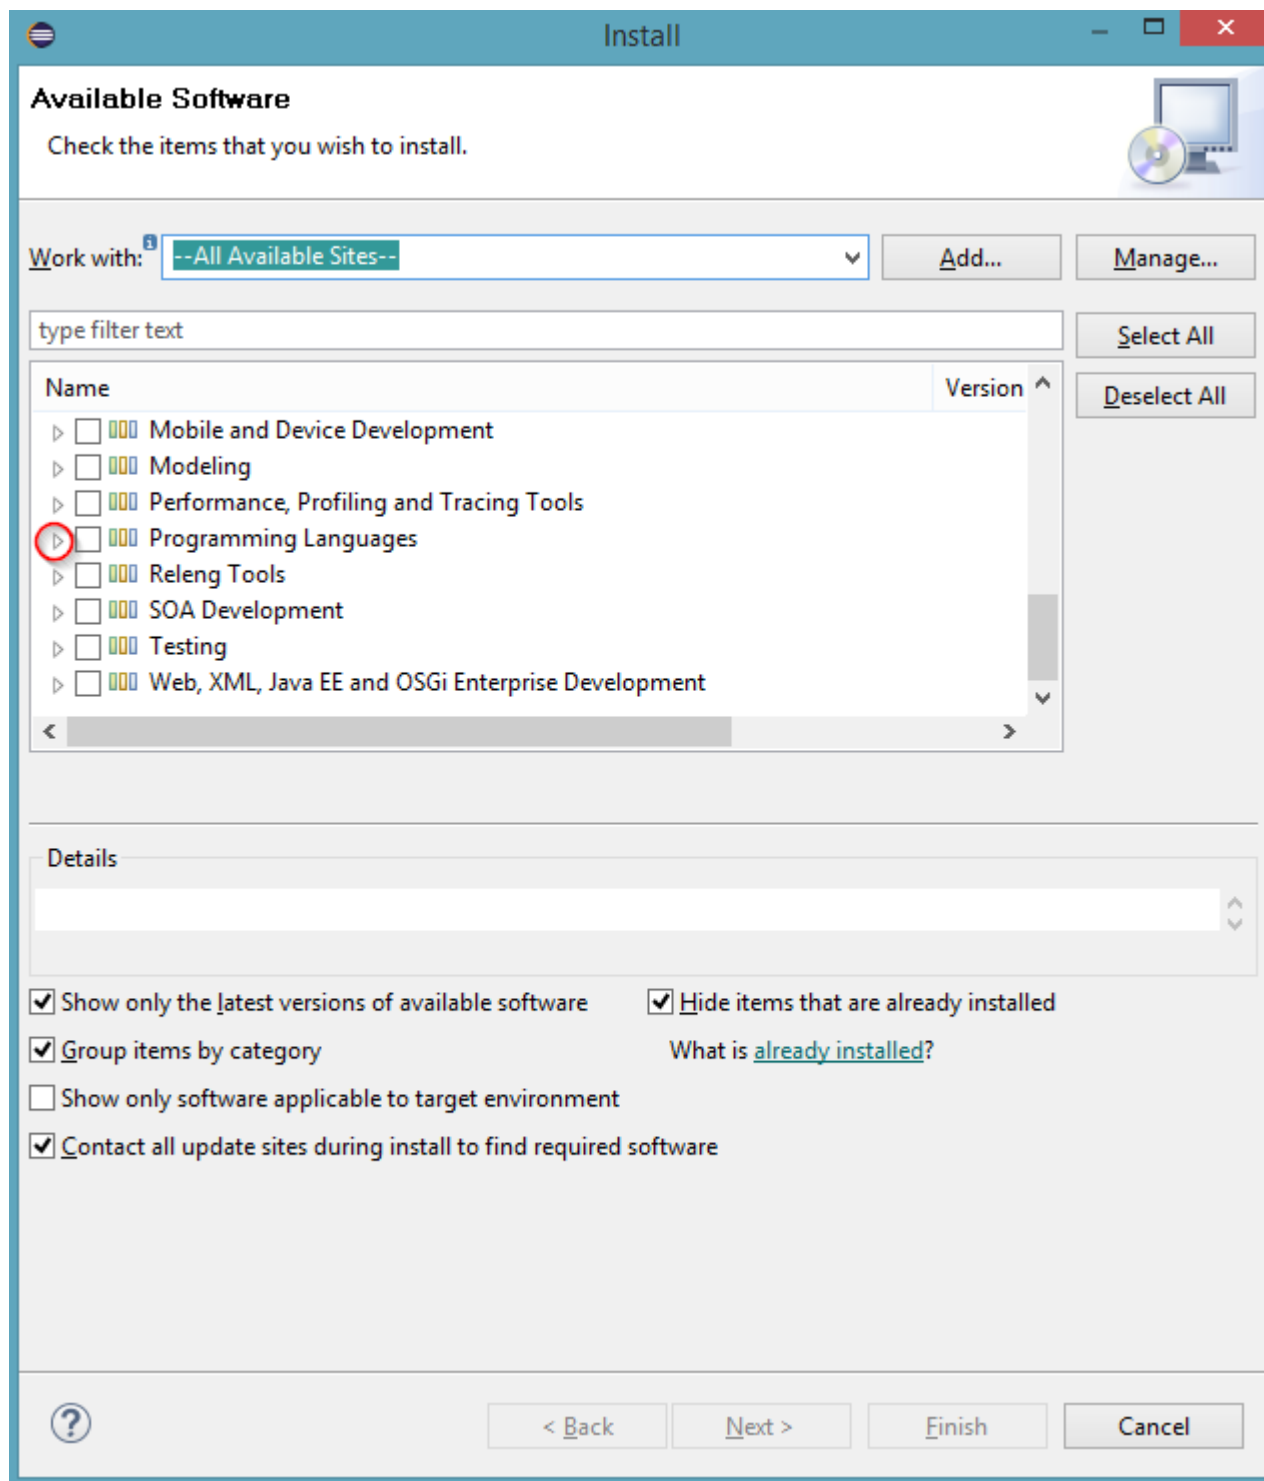 Install
Available Software
Check the items that you wish to install.
Work with: --All Available Sites-- Add... Manage...
type filter text Select All
Name Version Deselect All
Mobile and Device Development
Modeling
Performance, Profiling and Tracing Tools
Programming Languages
Releng Tools
SOA Development
Testing
Web, XML, Java EE and OSGi Enterprise Development
Details
Show only the latest versions of available software Hide items that are already installed
Group items by category What is already installed?
Show only software applicable to target environment
Contact all update sites during install to find required software
? < Back Next > Finish Cancel